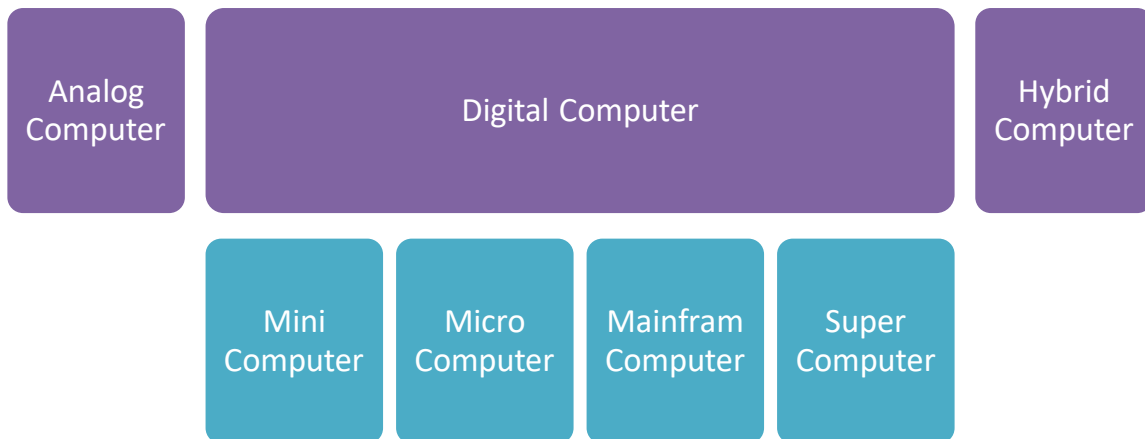 Analog
Computer
Digital Computer
Hybrid
Computer
Mini
Computer
Micro
Computer
Mainfram
Computer
Super
Computer